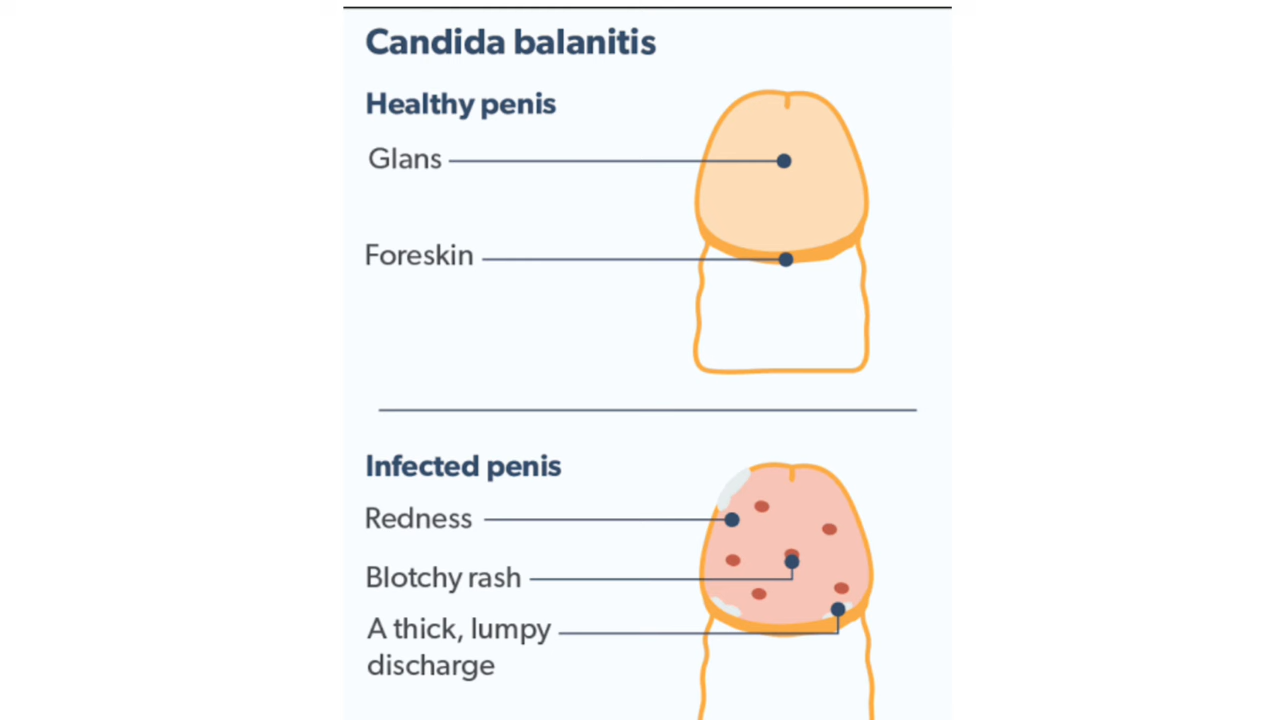 Candida balanitis
Healthy penis
Glans
Foreskin
Infected penis
Redness
Blotchy rash
A thick, lumpy
discharge